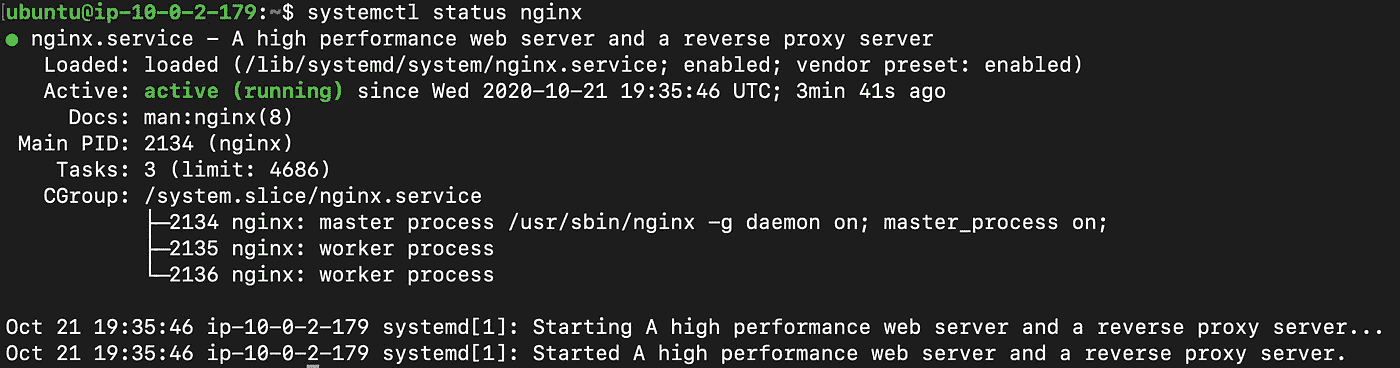 [ubuntu@ip-10-0-2-179:~$ systemctl status nginx
● nginx.service – A high performance web server and a reverse proxy server
   Loaded: loaded (/lib/systemd/system/nginx.service; enabled; vendor preset: enabled)
   Active: active (running) since Wed 2020-10-21 19:35:46 UTC; 3min 41s ago
     Docs: man:nginx(8)
 Main PID: 2134 (nginx)
    Tasks: 3 (limit: 4686)
   CGroup: /system.slice/nginx.service
           ├─2134 nginx: master process /usr/sbin/nginx -g daemon on; master_process on;
           ├─2135 nginx: worker process
           └─2136 nginx: worker process

Oct 21 19:35:46 ip-10-0-2-179 systemd[1]: Starting A high performance web server and a reverse proxy server...
Oct 21 19:35:46 ip-10-0-2-179 systemd[1]: Started A high performance web server and a reverse proxy server.